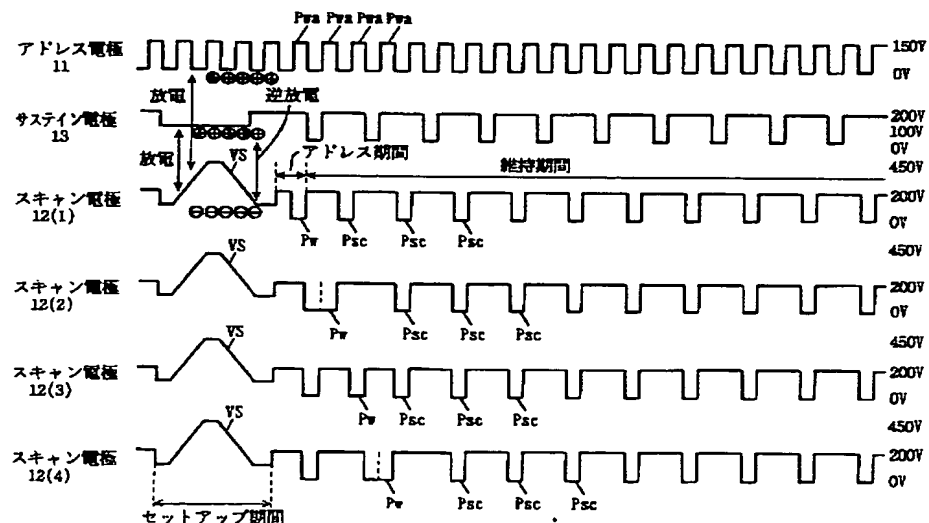 Pwa Pwa Pwa Pwa
アドレス電極
11
150V
0V
放電
逆放電
サステイン電極
13
200V
100V
0V
放電
VS
アドレス期間
維持期間
450V
スキャン電極
12(1)
200V
0V
Pw Psc Psc Psc
VS
450V
スキャン電極
12(2)
200V
0V
Pw Psc Psc Psc
VS
450V
スキャン電極
12(3)
200V
0V
Pw Psc Psc Psc
VS
450V
スキャン電極
12(4)
200V
0V
Pw Psc Psc Psc
セットアップ期間